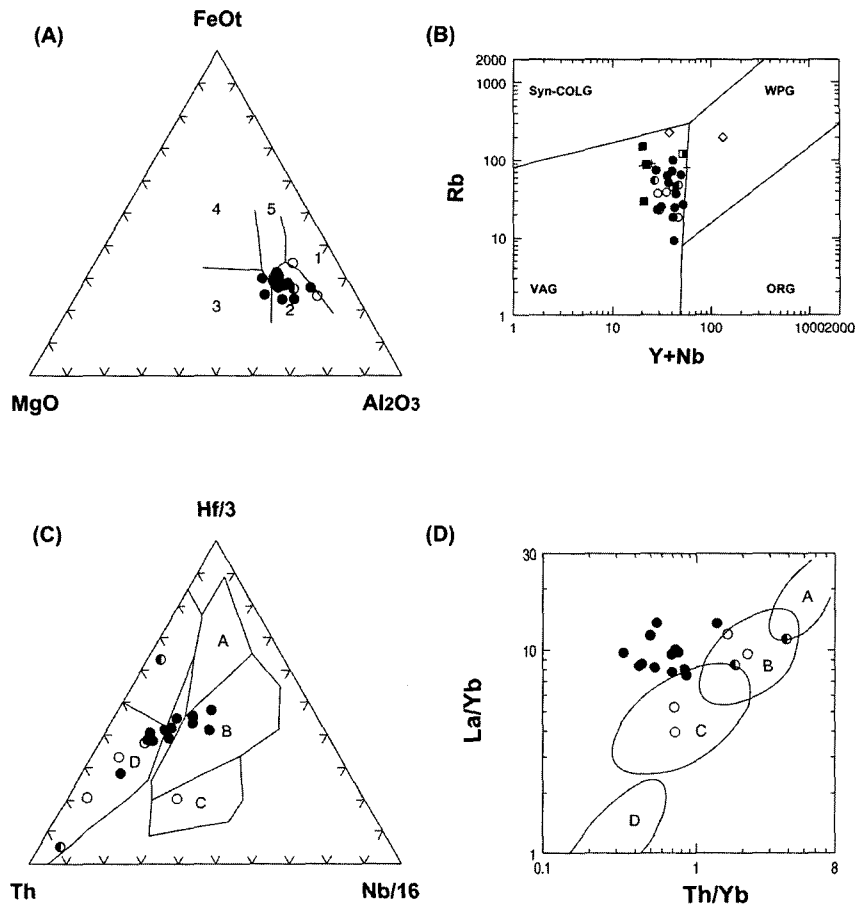 (A)
FeOt
4 5 1
3 2
MgO Al₂O₃
(B)
2000
1000
100
10
1
Rb
Syn-COLG WPG
VAG ORG
1 10 100 10002000
Y+Nb
(C)
Hf/3
A
B
D
C
Th Nb/16
(D)
30
10
1
La/Yb
A
B
C
D
0.1 1 8
Th/Yb